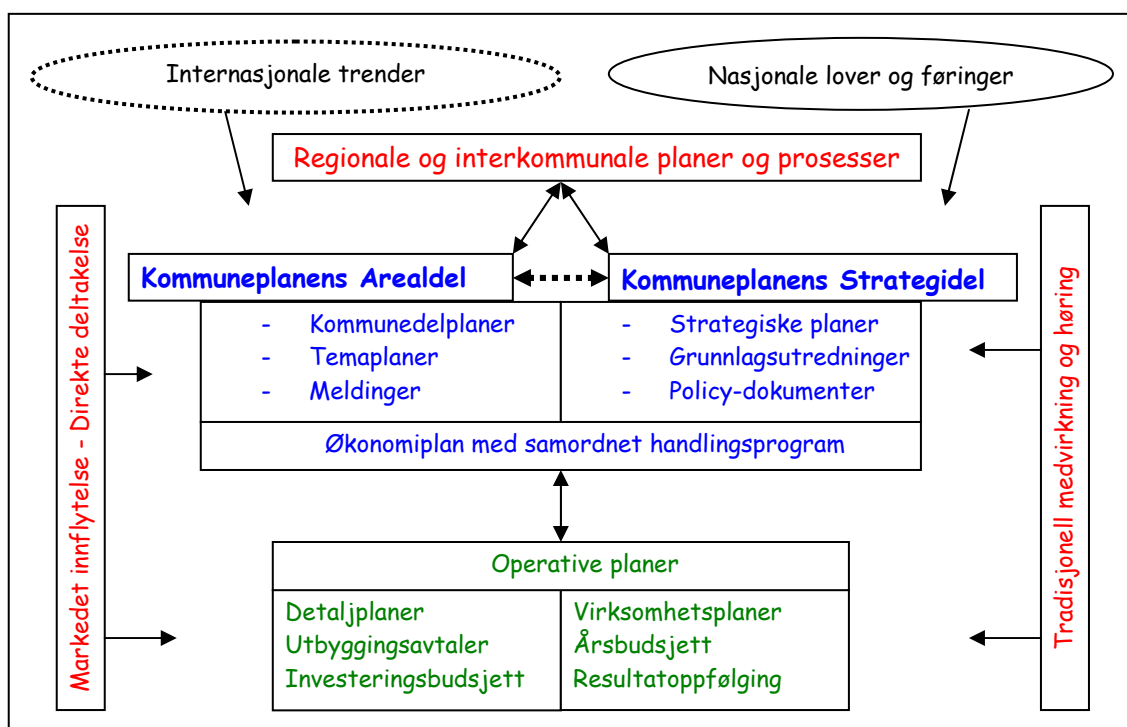 Internasjonale trender
Nasjonale lover og føringer
Regionale og interkommunale planer og prosesser
Markedet innflytelse - Direkte deltakelse
Kommuneplanens Arealdel
Kommuneplanens Strategidel
- Kommunedelplaner
- Temaplaner
- Meldinger
- Strategiske planer
- Grunnlagsutredninger
- Policy-dokumenter
Økonomiplan med samordnet handlingsprogram
Tradisjonell medvirkning og høring
Operative planer
Detaljplaner
Utbyggingsavtaler
Investeringsbudsjett
Virksomhetsplaner
Årsbudsjett
Resultatoppfølging